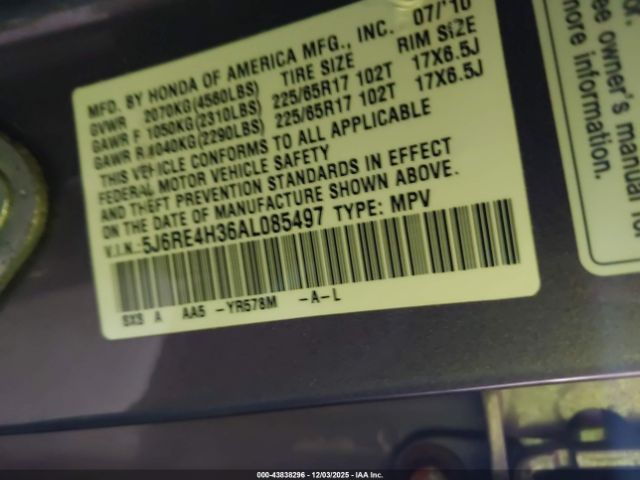 MFG. BY HONDA OF AMERICA MFG., INC. 07/'10
GVWR 2070KG(4560LBS) TIRE SIZE RIM SIZE
GAWR F 1050KG(2310LBS) 225/65R17 102T 17X6.5J
GAWR R 1040KG(2290LBS) 225/65R17 102T 17X6.5J
THIS VEHICLE CONFORMS TO ALL APPLICABLE
FEDERAL MOTOR VEHICLE SAFETY
AND THEFT PREVENTION STANDARDS IN EFFECT
ON THE DATE OF MANUFACTURE SHOWN ABOVE.
V.I.N.: 5J6RE4H36AL085497 TYPE: MPV
SXS A AA5 -YR578M -A-L
owner's manual
more information.
000-43838296 - 12/03/2025 - IAA Inc.